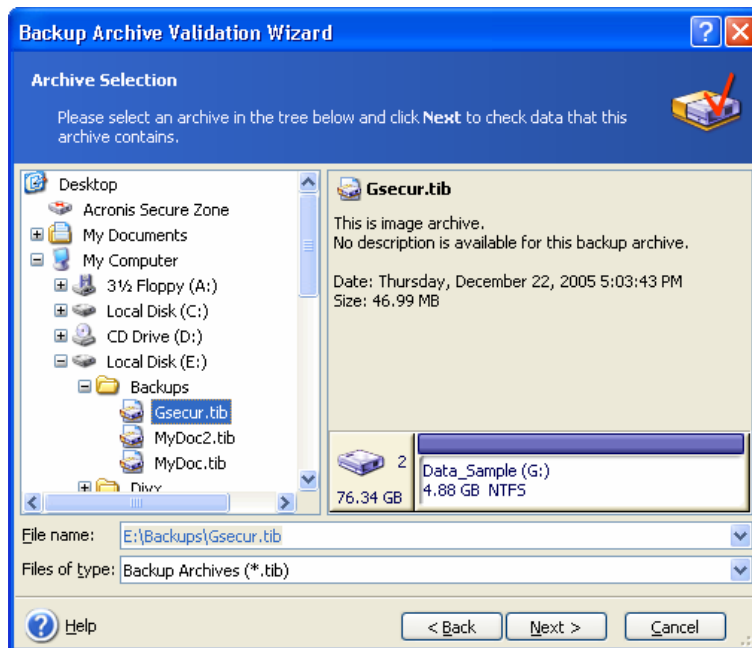 Backup Archive Validation Wizard
Archive Selection
Please select an archive in the tree below and click Next to check data that this
archive contains.
Desktop
Acronis Secure Zone
My Documents
My Computer
3½ Floppy (A:)
Local Disk (C:)
CD Drive (D:)
Local Disk (E:)
Backups
Gsecur.tib
MyDoc2.tib
MyDoc.tib
Divx
Gsecur.tib
This is image archive.
No description is available for this backup archive.
Date: Thursday, December 22, 2005 5:03:43 PM
Size: 46.99 MB
2
76.34 GB
Data_Sample (G:)
4.88 GB NTFS
File name: E:\Backups\Gsecur.tib
Files of type: Backup Archives (*.tib)
Help
< Back
Next >
Cancel